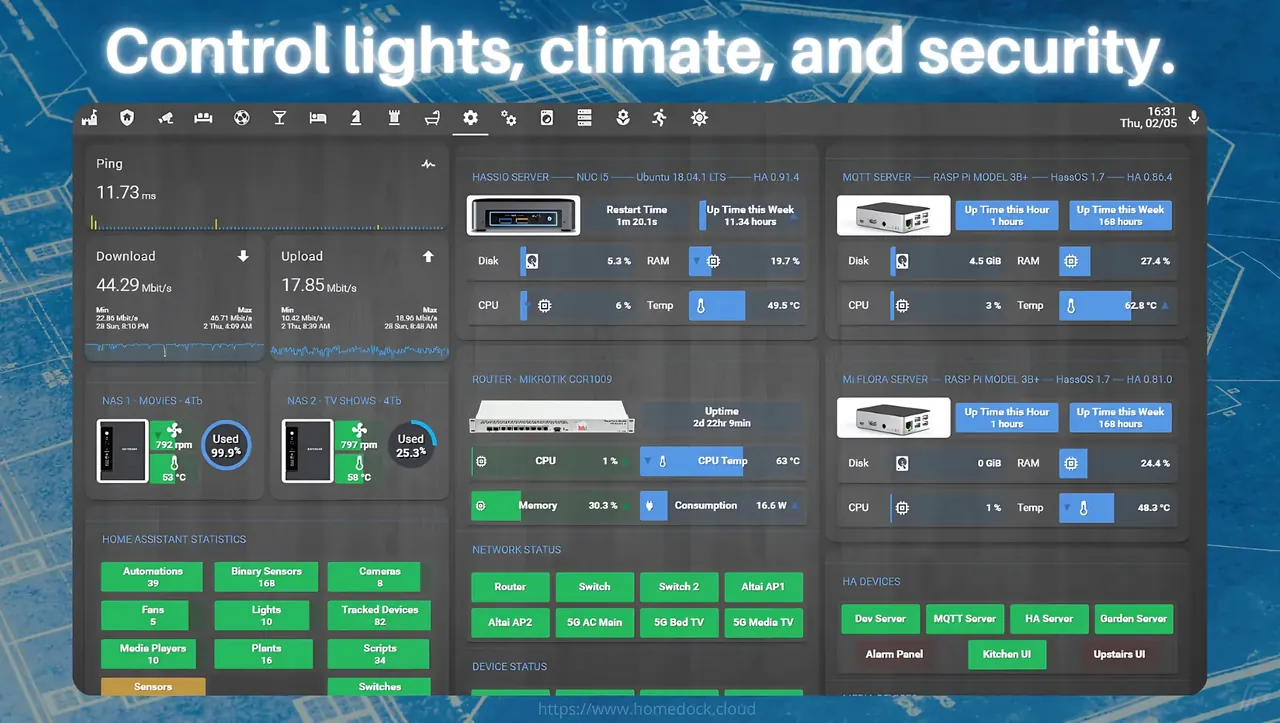 Control lights, climate, and security.
16:31
Thu, 02/05
Ping
11.73 ms
Download
44.29 Mbit/s
Min
22.86 Mbit/s
28 Sun, 8:10 PM
Max
46.71 Mbit/s
2 Thu, 4:09 AM
Upload
17.85 Mbit/s
Min
10.42 Mbit/s
2 Thu, 8:39 AM
Max
18.96 Mbit/s
28 Sun, 8:48 AM
NAS 1 - MOVIES - 4Tb
792 rpm
53 °C
Used
99.9%
NAS 2 - TV SHOWS - 4Tb
797 rpm
58 °C
Used
25.3%
HOME ASSISTANT STATISTICS
Automations
39
Binary Sensors
168
Cameras
8
Fans
5
Lights
10
Tracked Devices
82
Media Players
10
Plants
16
Scripts
34
Sensors
Switches
HASSIO SERVER —— NUC i5 —— Ubuntu 18.04.1 LTS —— HA 0.91.4
Restart Time
1m 20.1s
Up Time this Week
11.34 hours
Disk 5.3 % RAM 19.7 %
CPU 6 % Temp 49.5 °C
ROUTER - MIKROTIK CCR1009
Uptime
2d 22hr 9min
CPU 1 % CPU Temp 63 °C
Memory 30.3 % Consumption 16.6 W
NETWORK STATUS
Router Switch Switch 2 Altai AP1
Altai AP2 5G AC Main 5G Bed TV 5G Media TV
DEVICE STATUS
MQTT SERVER —— RASP Pi MODEL 3B+ —— HassOS 1.7 —— HA 0.86.4
Up Time this Hour
1 hours
Up Time this Week
168 hours
Disk 4.5 GiB RAM 27.4 %
CPU 3 % Temp 62.8 °C
Mi FLORA SERVER — RASP Pi MODEL 3B+ — HassOS 1.7 — HA 0.81.0
Up Time this Hour
1 hours
Up Time this Week
168 hours
Disk 0 GiB RAM 24.4 %
CPU 1 % Temp 48.3 °C
HA DEVICES
Dev Server MQTT Server HA Server Garden Server
Alarm Panel Kitchen UI Upstairs UI
https://www.homedock.cloud